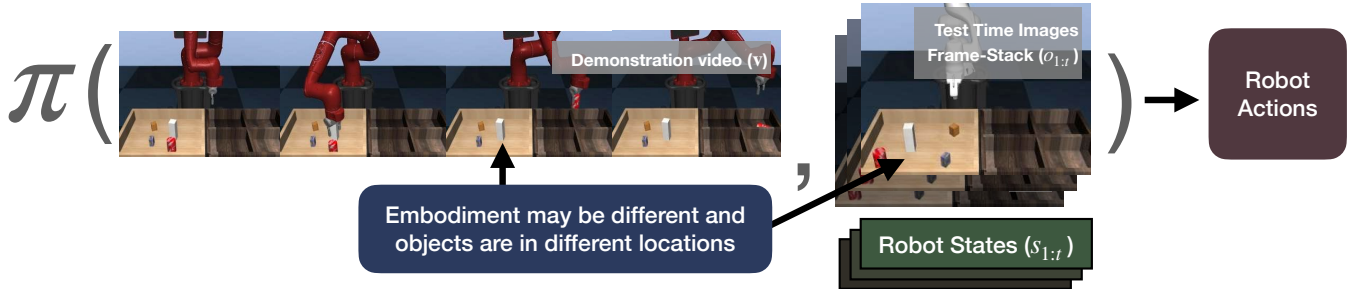 π(
Demonstration video (v)
,
Test Time Images
Frame-Stack (o₁:t)
)
Robot
Actions
Embodiment may be different and
objects are in different locations
Robot States (s₁:t)